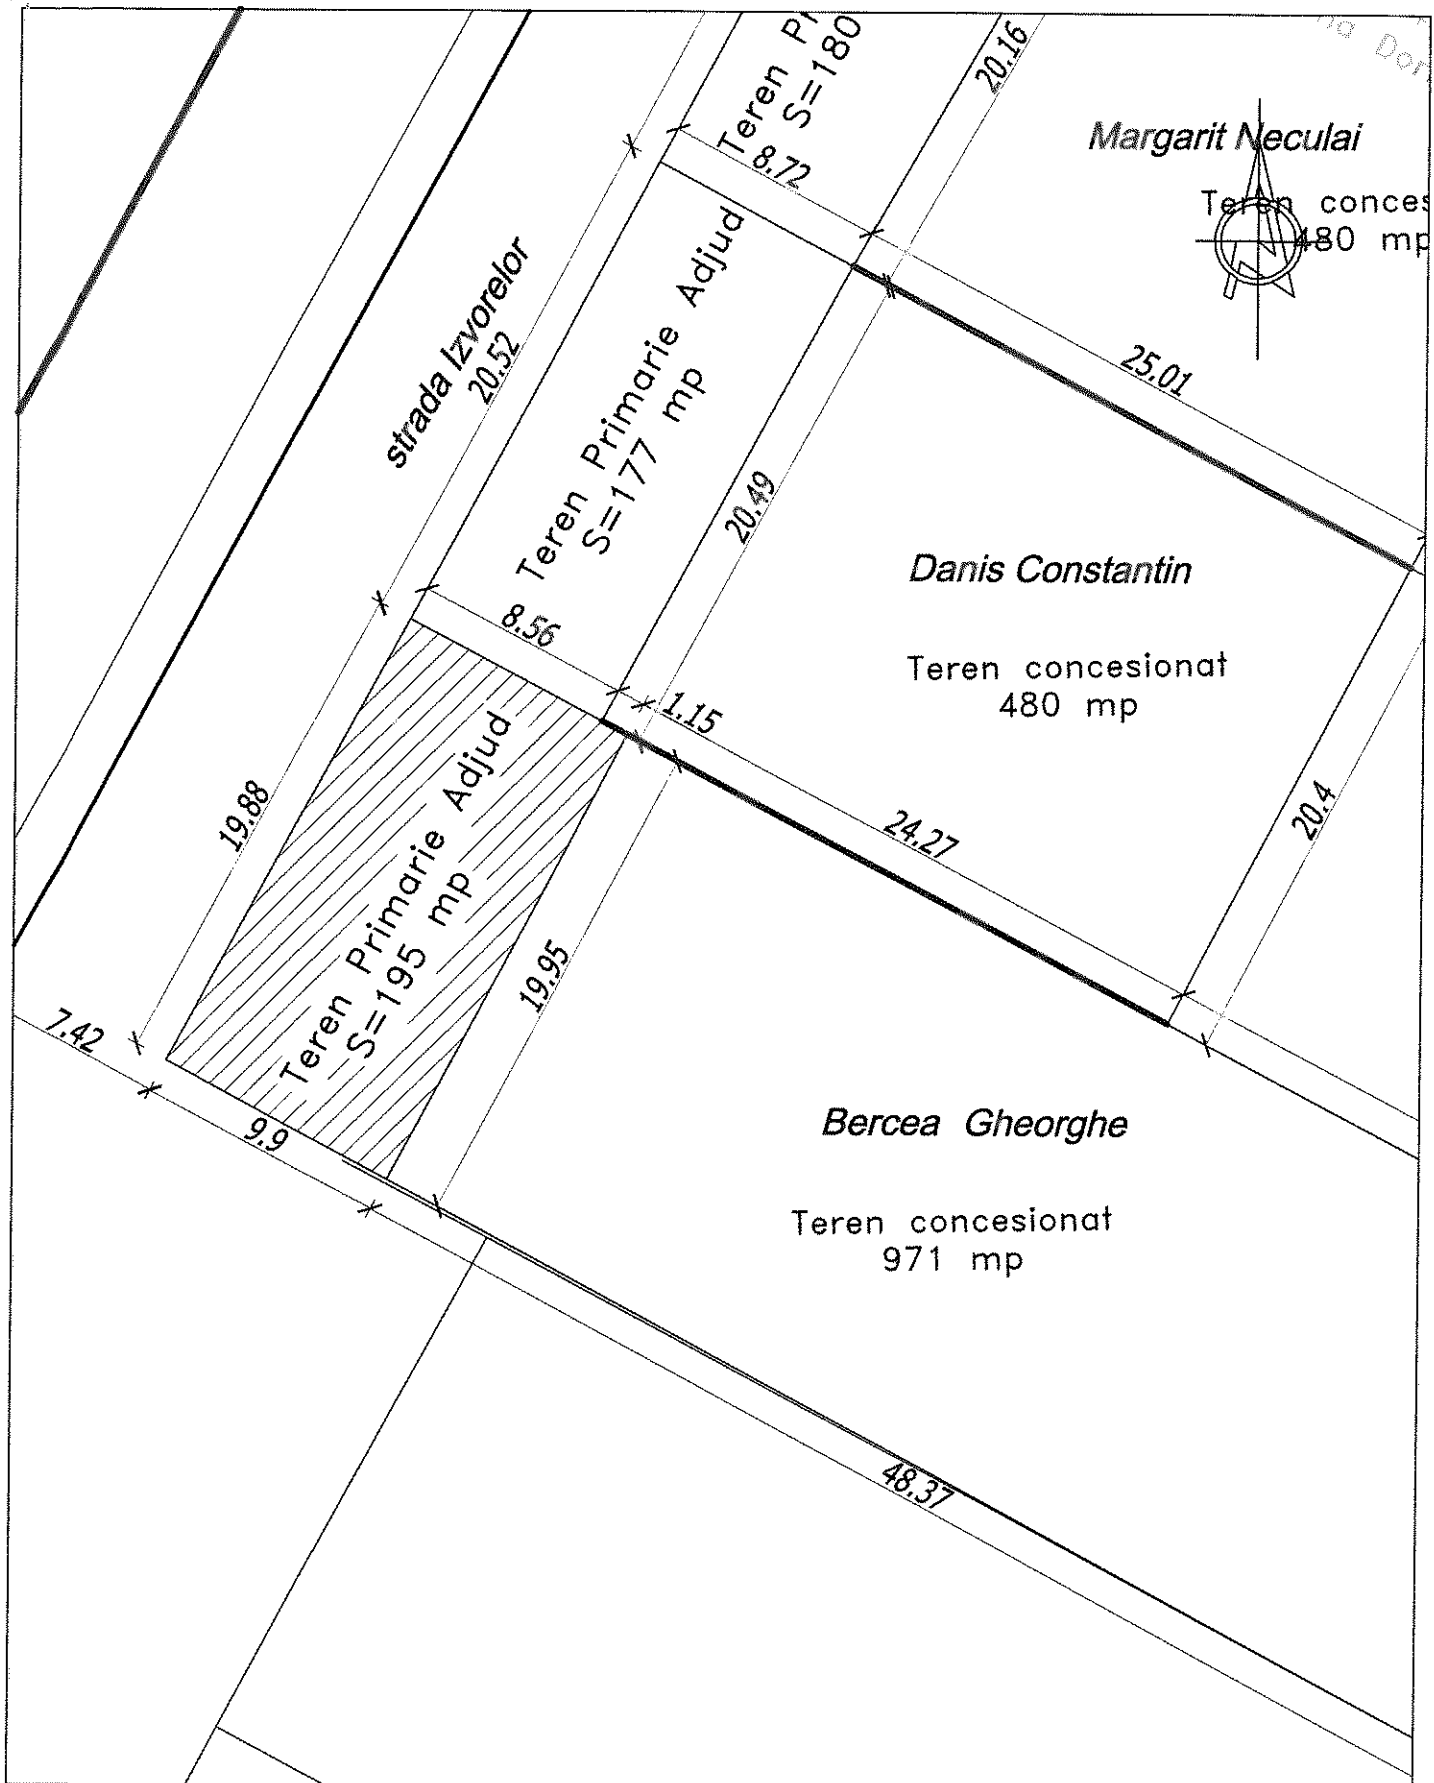 Teren
S=180
20.16
Margarit Neculai
8.72
Teren conces
480 mp
strada Izvorelor
20.52
Teren Primarie Adjud
S=177 mp
25.01
20.49
Danis Constantin
8.56
Teren concesionat
480 mp
1.15
19.88
24.27
20.4
Teren Primarie Adjud
S=195 mp
19.95
7.42
9.9
Bercea Gheorghe
Teren concesionat
971 mp
48.37